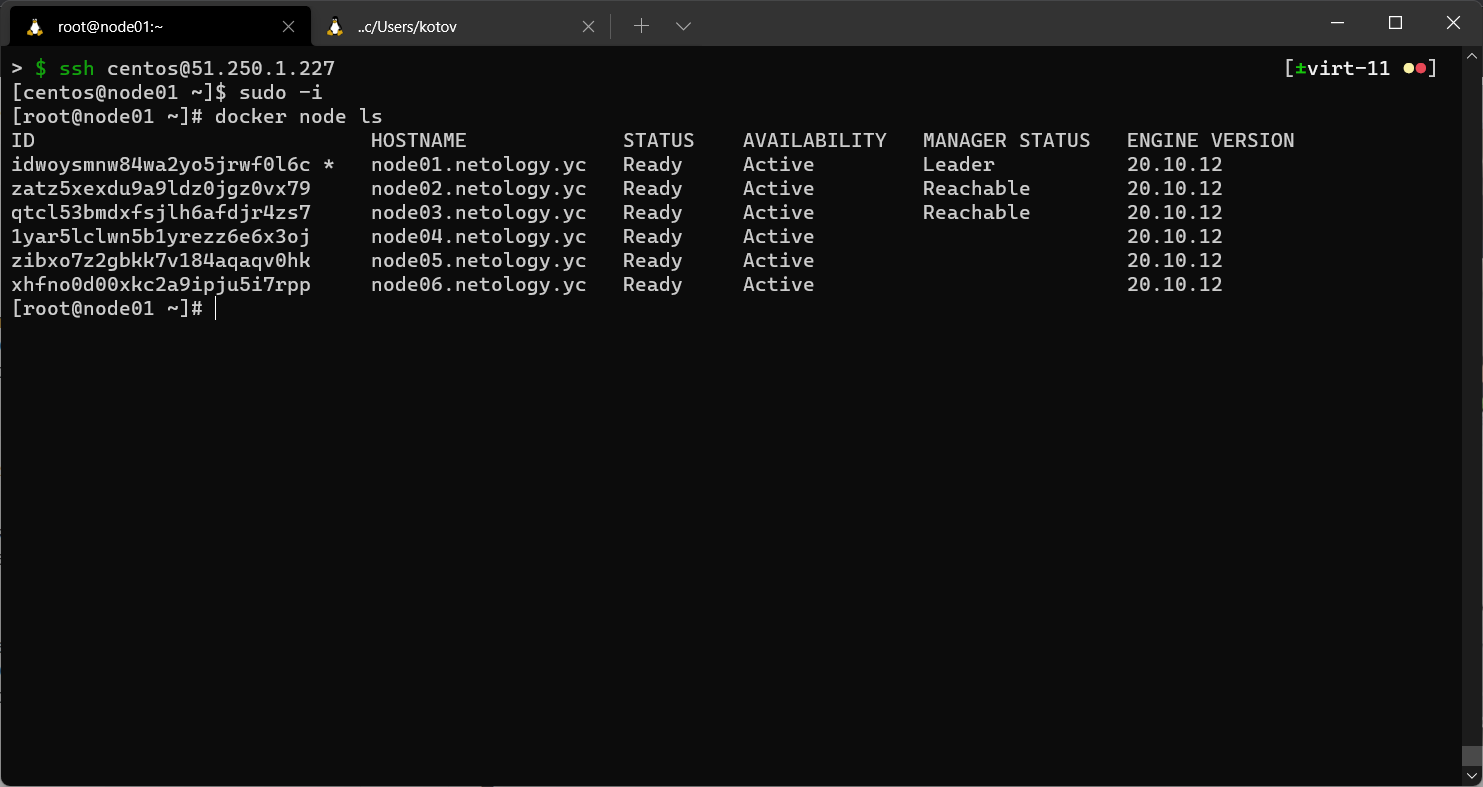 root@node01:~ ..c/Users/kotov
> $ ssh centos@51.250.1.227 [±virt-11 ●●]
[centos@node01 ~]$ sudo -i
[root@node01 ~]# docker node ls
ID HOSTNAME STATUS AVAILABILITY MANAGER STATUS ENGINE VERSION
idwoysmnw84wa2yo5jrwf0l6c * node01.netology.yc Ready Active Leader 20.10.12
zatz5xexdu9a9ldz0jgz0vx79 node02.netology.yc Ready Active Reachable 20.10.12
qtcl53bmdxfsjlh6afdjr4zs7 node03.netology.yc Ready Active Reachable 20.10.12
1yar5lclwn5b1yrezz6e6x3oj node04.netology.yc Ready Active 20.10.12
zibxo7z2gbkk7v184aqaqv0hk node05.netology.yc Ready Active 20.10.12
xhfno0d00xkc2a9ipju5i7rpp node06.netology.yc Ready Active 20.10.12
[root@node01 ~]#